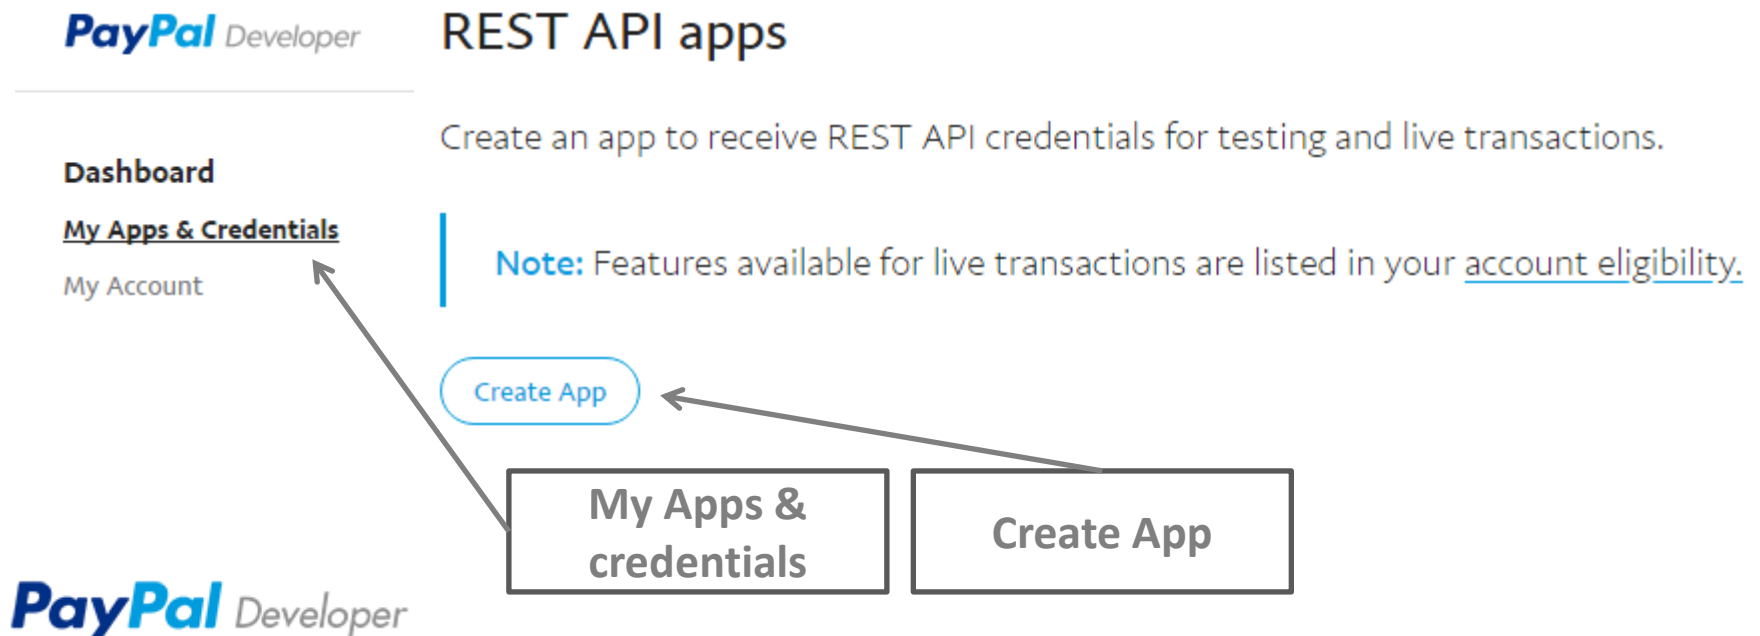 PayPal Developer
REST API apps
Create an app to receive REST API credentials for testing and live transactions.
Dashboard
My Apps & Credentials
My Account
Note: Features available for live transactions are listed in your account eligibility.
Create App
My Apps &
credentials
Create App
PayPal Developer